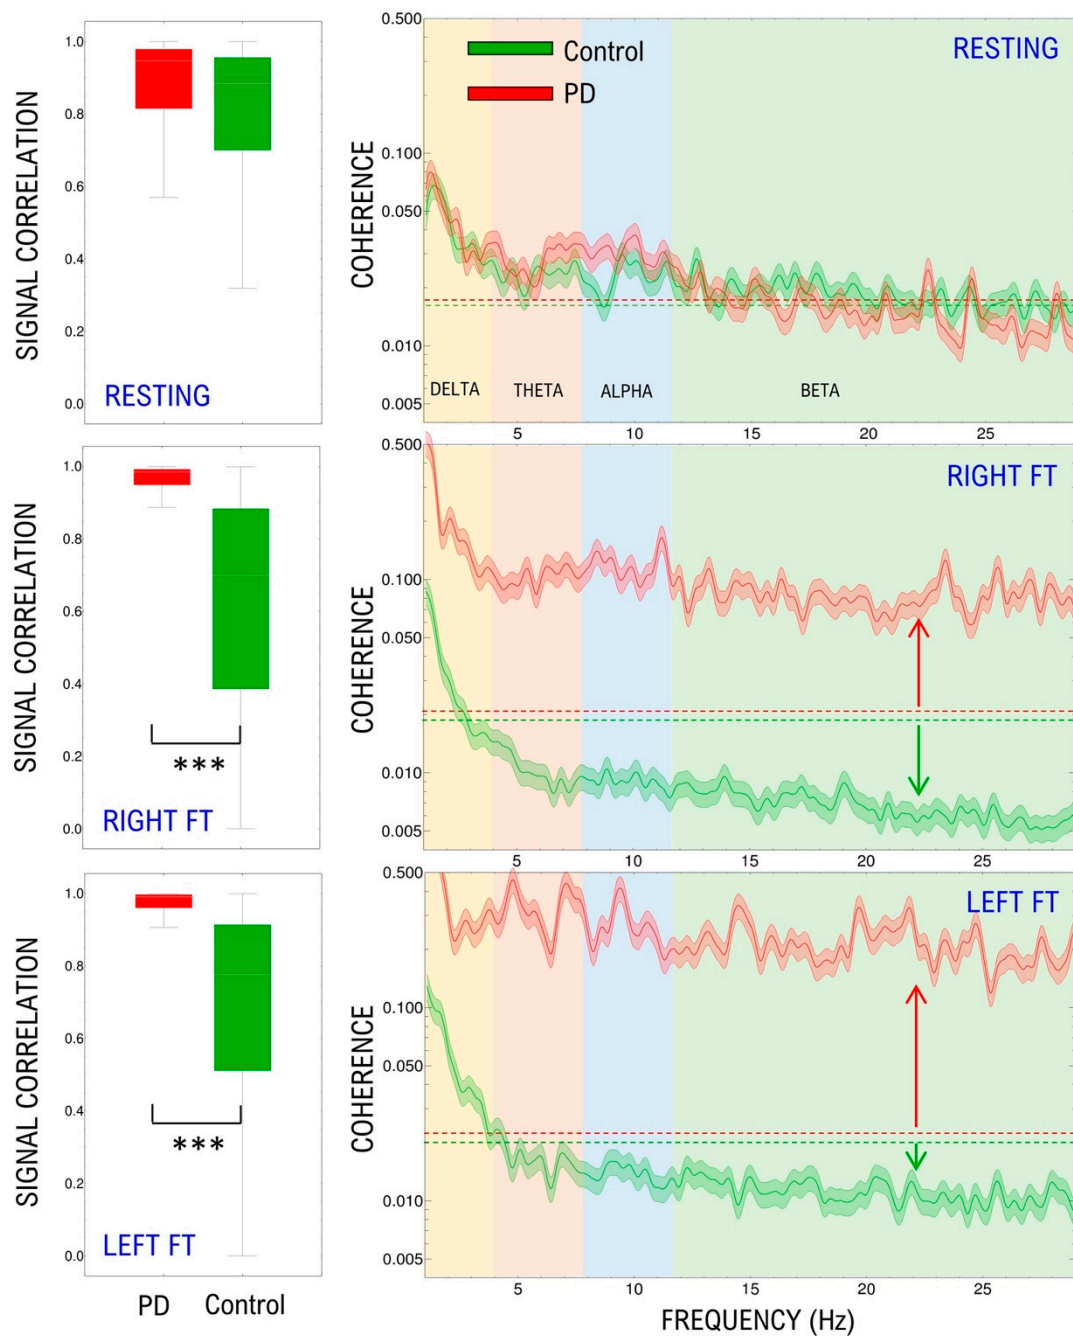 SIGNAL CORRELATION
1.0
0.8
0.6
0.4
0.2
0.0
RESTING
COHERENCE
0.500
0.100
0.050
0.010
0.005
Control
PD
RESTING
DELTA
THETA
ALPHA
BETA
5
10
15
20
25
SIGNAL CORRELATION
1.0
0.8
0.6
0.4
0.2
0.0
***
RIGHT FT
COHERENCE
0.500
0.100
0.050
0.010
0.005
RIGHT FT
5
10
15
20
25
SIGNAL CORRELATION
1.0
0.8
0.6
0.4
0.2
0.0
***
LEFT FT
PD
Control
COHERENCE
0.500
0.100
0.050
0.010
0.005
LEFT FT
5
10
15
20
25
FREQUENCY (Hz)